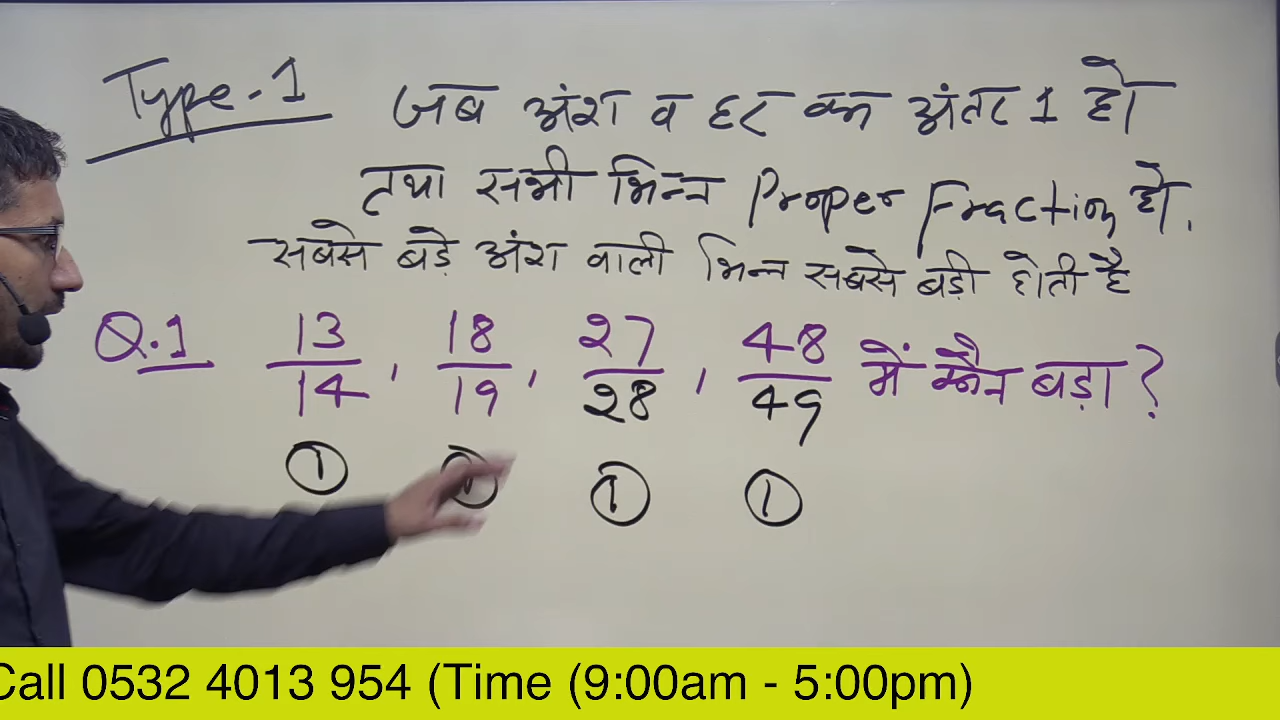 Type-1 जब अंश व हर का अंतर 1 हो
तथा सभी भिन्न Proper Fraction हो.
सबसे बड़े अंश वाली भिन्न सबसे बड़ी होती है
Q.1 13/14, 18/19, 27/28, 48/49 में कौन बड़ा?
1 1 1 1
Call 0532 4013 954 (Time (9:00am - 5:00pm)